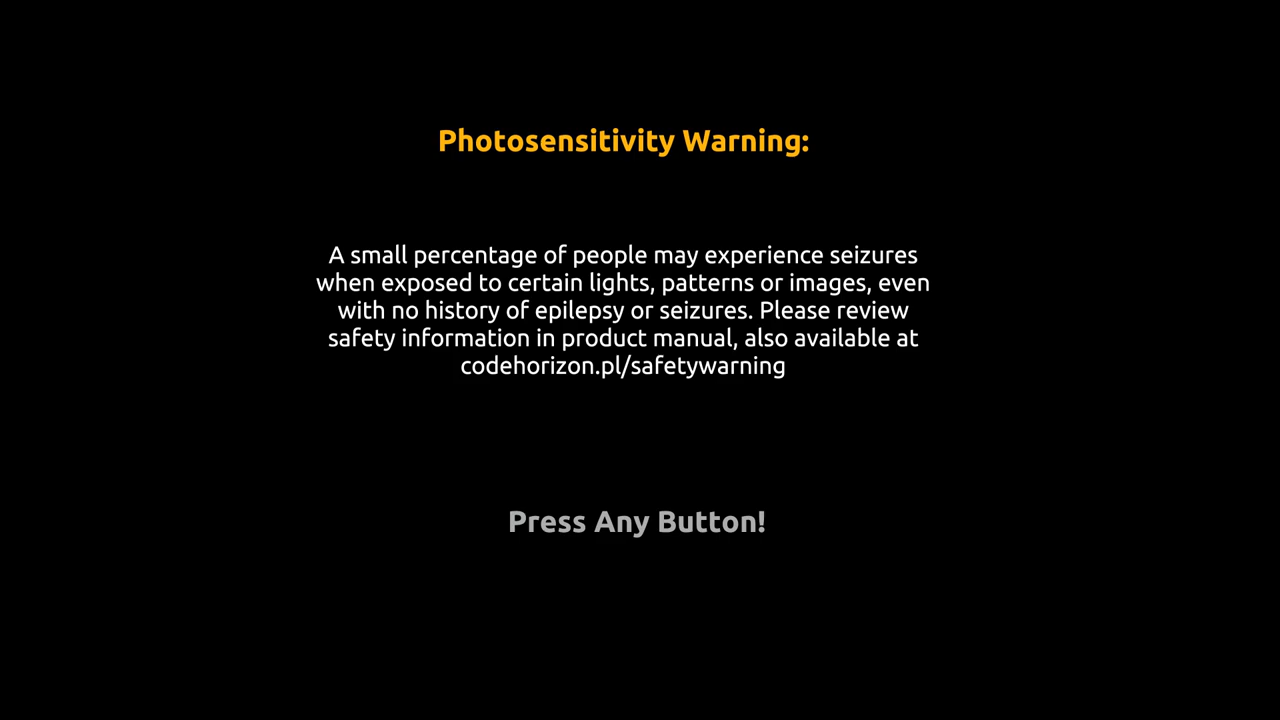 Photosensitivity Warning:
A small percentage of people may experience seizures
when exposed to certain lights, patterns or images, even
with no history of epilepsy or seizures. Please review
safety information in product manual, also available at
codehorizon.pl/safetywarning
Press Any Button!